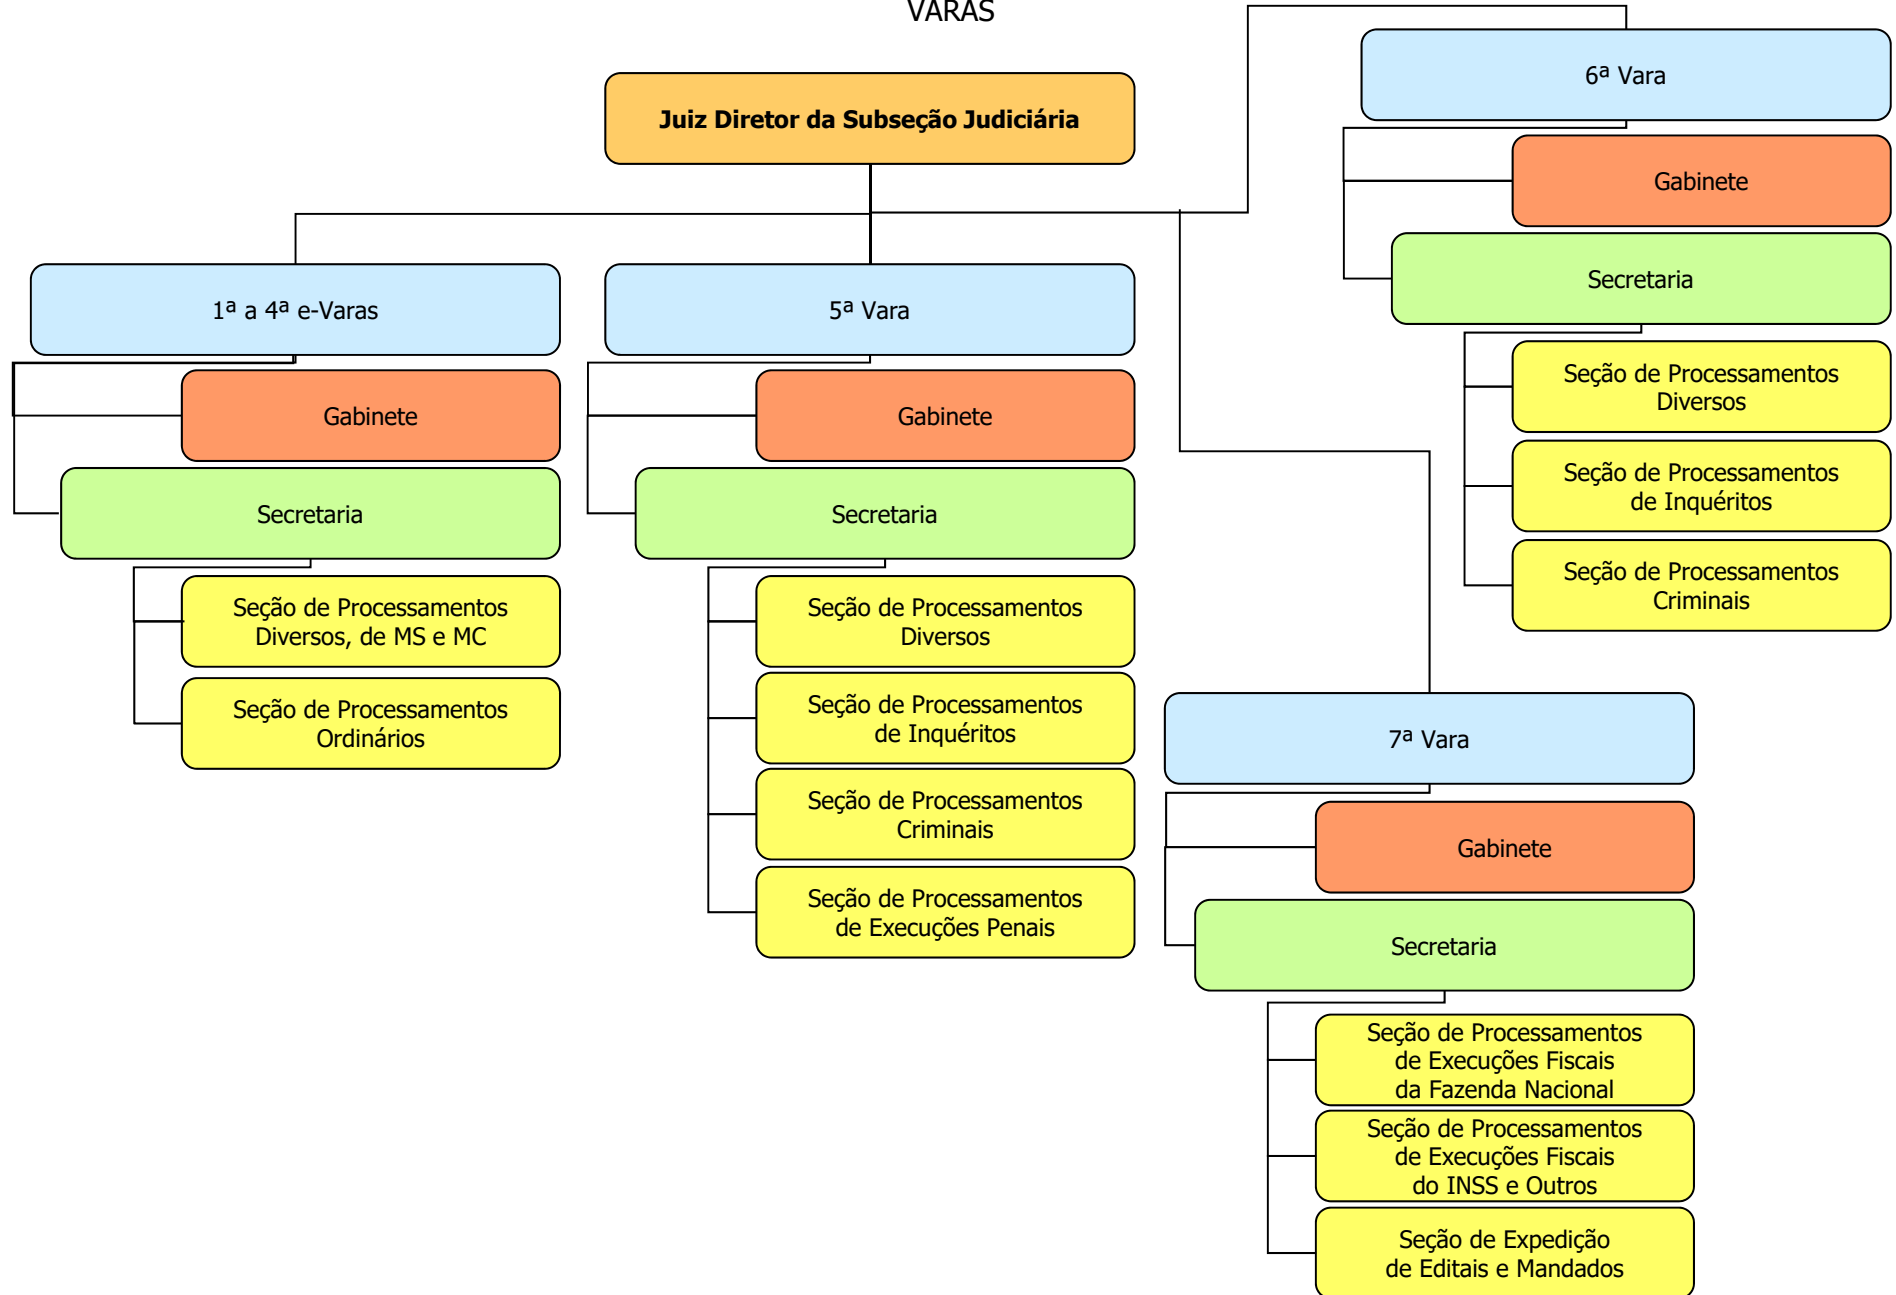 VARAS
Juiz Diretor da Subseção Judiciária
1ª a 4ª e-Varas
Gabinete
Secretaria
Seção de Processamentos
Diversos, de MS e MC
Seção de Processamentos
Ordinários
5ª Vara
Gabinete
Secretaria
Seção de Processamentos
Diversos
Seção de Processamentos
de Inquéritos
Seção de Processamentos
Criminais
Seção de Processamentos
de Execuções Penais
6ª Vara
Gabinete
Secretaria
Seção de Processamentos
Diversos
Seção de Processamentos
de Inquéritos
Seção de Processamentos
Criminais
7ª Vara
Gabinete
Secretaria
Seção de Processamentos
de Execuções Fiscais
da Fazenda Nacional
Seção de Processamentos
de Execuções Fiscais
do INSS e Outros
Seção de Expedição
de Editais e Mandados